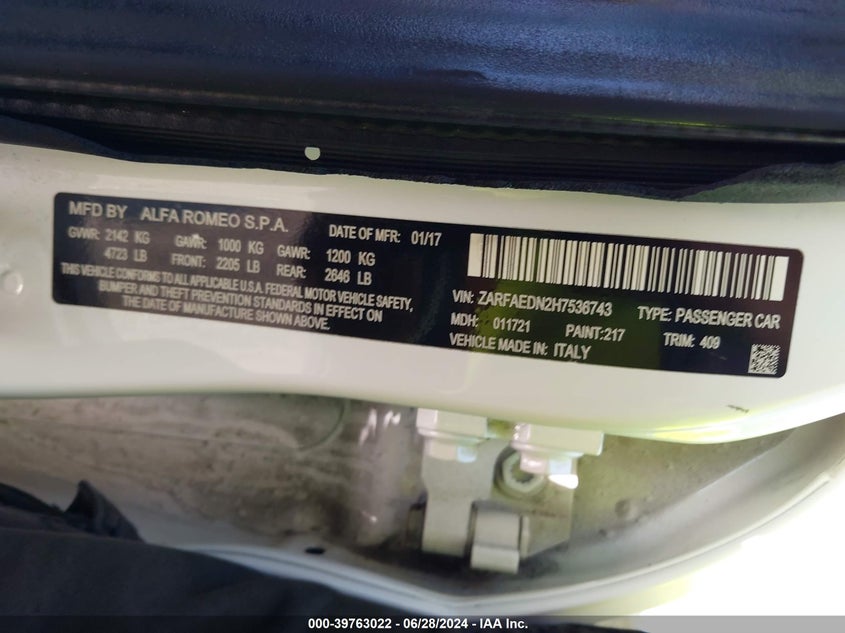 MFD BY ALFA ROMEO S.P.A. DATE OF MFR: 01/17
GVWR: 2142 KG GAWR: 1000 KG GAWR: 1200 KG
4723 LB FRONT: 2205 LB REAR: 2646 LB
THIS VEHICLE CONFORMS TO ALL APPLICABLE U.S.A. FEDERAL MOTOR VEHICLE SAFETY,
BUMPER AND THEFT PREVENTION STANDARDS IN EFFECT ON
DATE OF MANUFACTURE SHOWN ABOVE.
VIN: ZARFAEDN2H7536743 TYPE: PASSENGER CAR
MDH: 011721 PAINT:217 TRIM: 409
VEHICLE MADE IN: ITALY
000-39763022 - 06/28/2024 - IAA Inc.